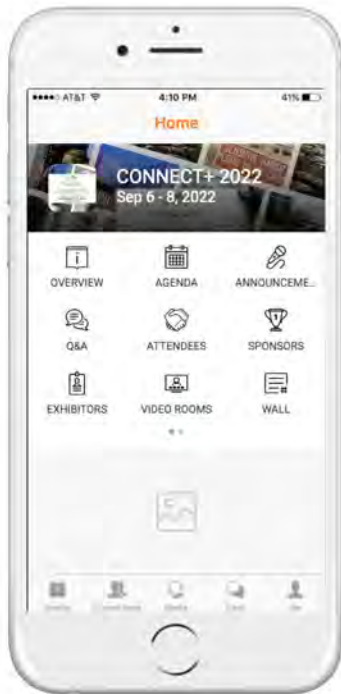 AT&T 4:10 PM 41%
Home
CONNECT+ 2022
Sep 6 - 8, 2022
OVERVIEW AGENDA ANNOUNCEME...
Q&A ATTENDEES SPONSORS
EXHIBITORS VIDEO ROOMS WALL